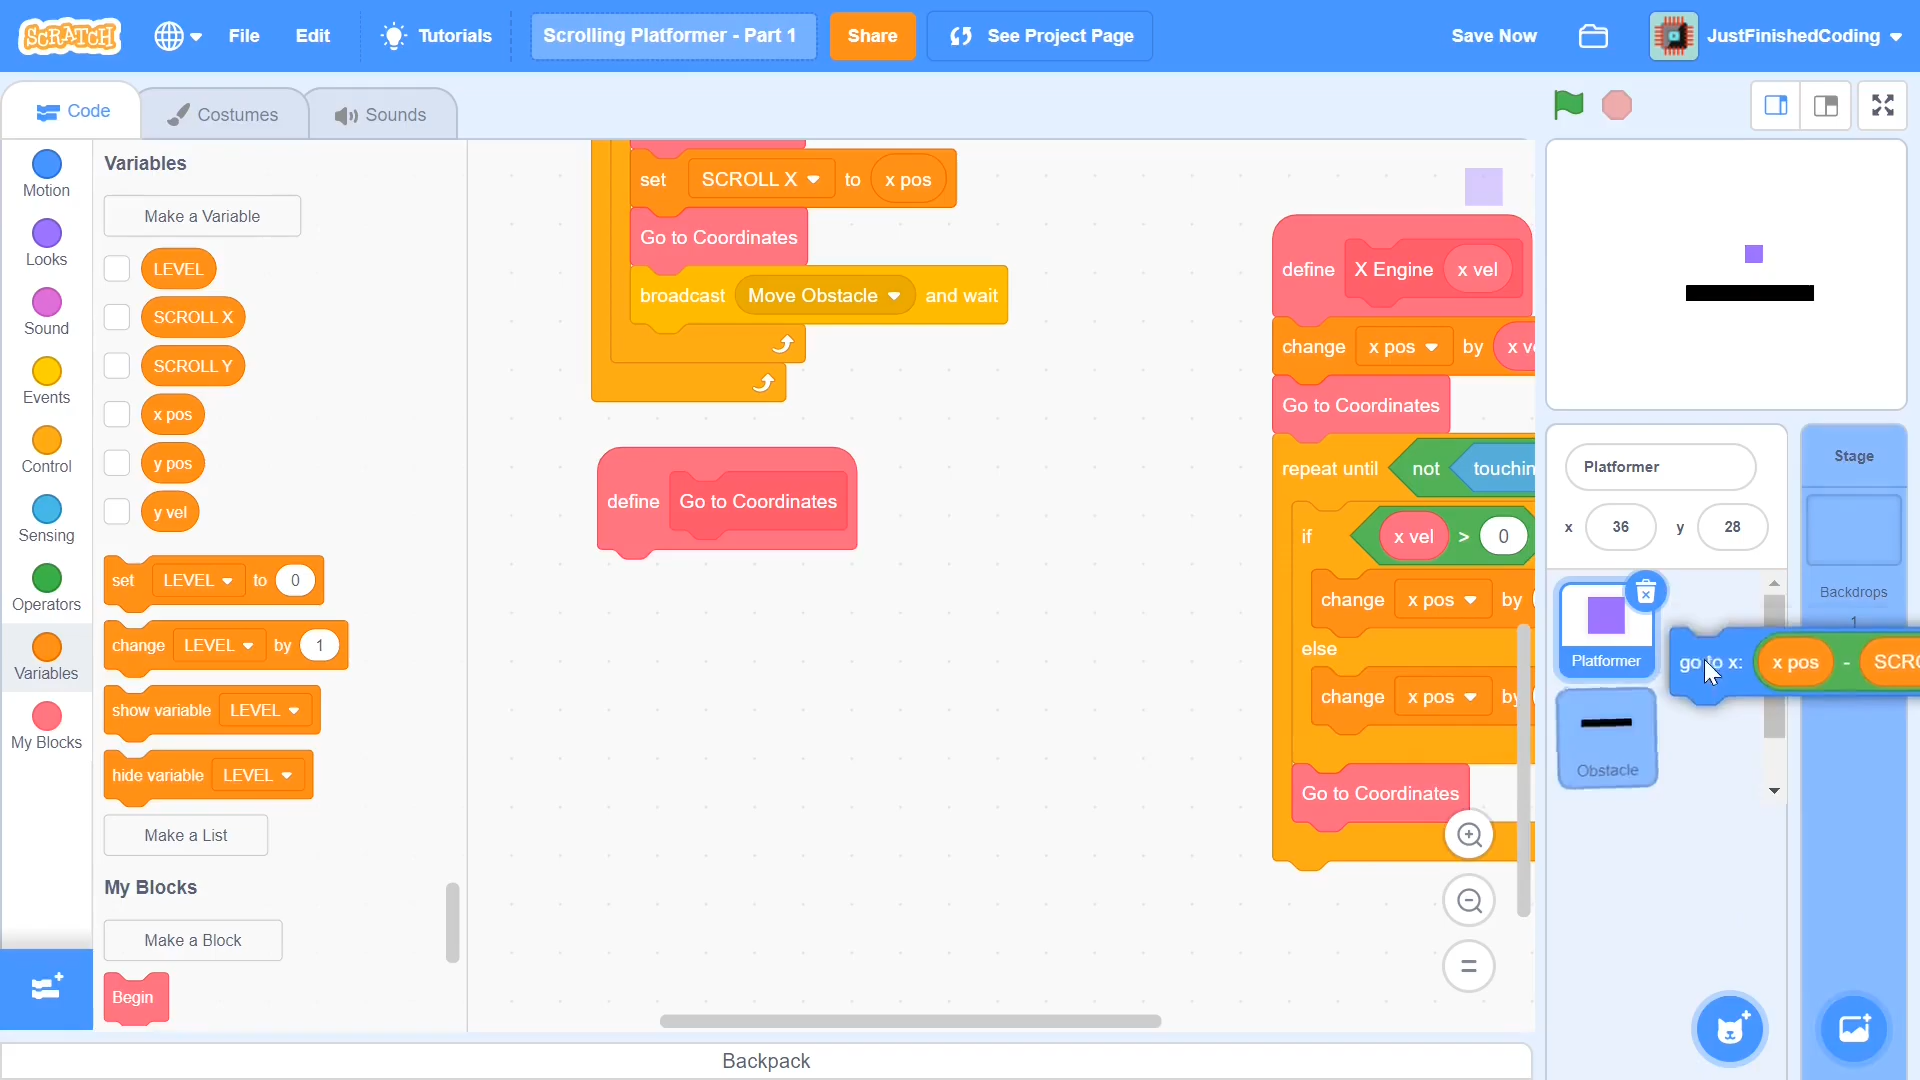 SCRATCH
File
Edit
Tutorials
Scrolling Platformer - Part 1
Share
See Project Page
Save Now
JustFinishedCoding
Code
Costumes
Sounds
Motion
Looks
Sound
Events
Control
Sensing
Operators
Variables
My Blocks
Variables
Make a Variable
LEVEL
SCROLL X
SCROLL Y
x pos
y pos
y vel
set LEVEL to 0
change LEVEL by 1
show variable LEVEL
hide variable LEVEL
Make a List
My Blocks
Make a Block
Begin
set SCROLL X to x pos
Go to Coordinates
broadcast Move Obstacle and wait
define Go to Coordinates
define X Engine x vel
change x pos by x v
Go to Coordinates
repeat until not touchin
if x vel > 0
change x pos by
else
change x pos by
Go to Coordinates
Platformer
x 36 y 28
Platformer
Obstacle
go to x: x pos - SCRO
Stage
Backdrops
1
Backpack